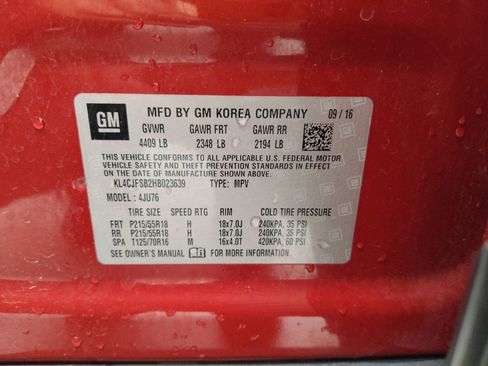 GM
MFD BY GM KOREA COMPANY 09/16
GVWR GAWR FRT GAWR RR
4409 LB 2348 LB 2194 LB
THIS VEHICLE CONFORMS TO ALL APPLICABLE U.S. FEDERAL MOTOR
VEHICLE SAFETY AND THEFT PREVENTION STANDARDS IN EFFECT
ON THE DATE OF MANUFACTURE SHOWN ABOVE.
KL4CJFSB2HB023639 TYPE: MPV
MODEL: 4JU76
TIRE SPEED RTG RIM COLD TIRE PRESSURE
FRT P215/55R18 H 18x7.0J 240KPA, 35 PSI
RR P215/55R18 H 18x7.0J 240KPA, 35 PSI
SPA T125/70R16 M 16x4.0T 420KPA, 60 PSI
SEE OWNER'S MANUAL FOR MORE INFORMATION.